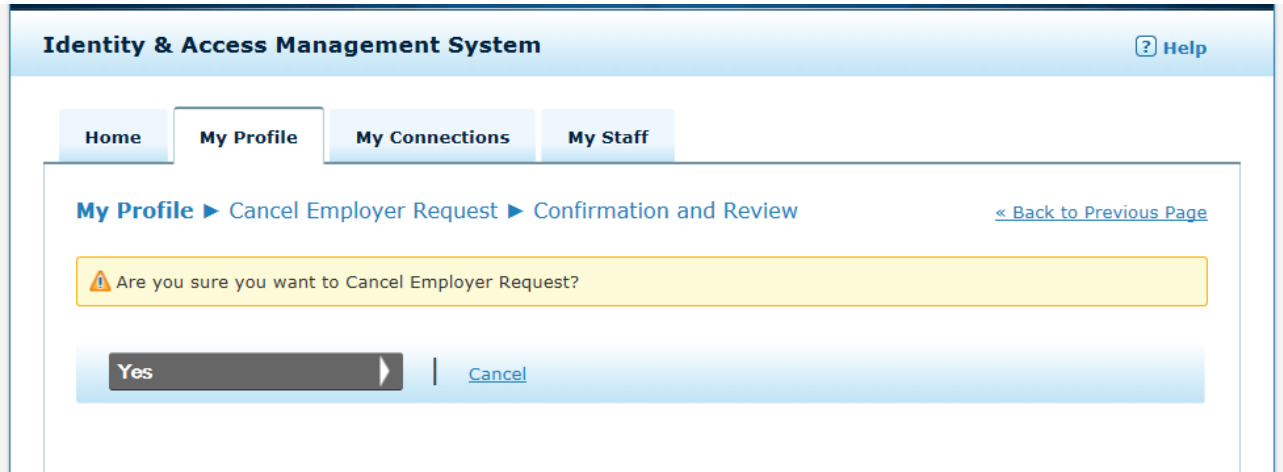 Identity & Access Management System
? Help
Home My Profile My Connections My Staff
My Profile ► Cancel Employer Request ► Confirmation and Review
« Back to Previous Page
Are you sure you want to Cancel Employer Request?
Yes | Cancel